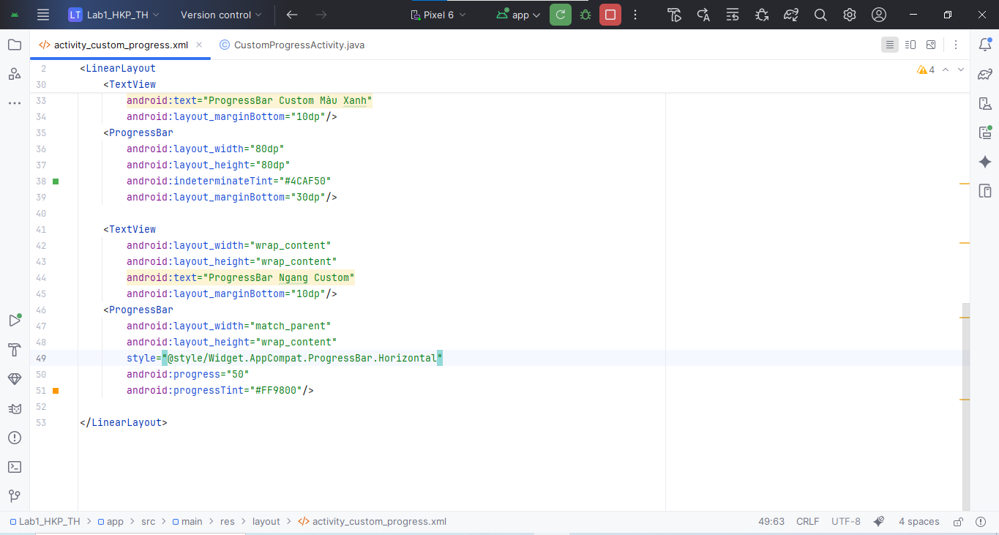 LT Lab1_HKP_TH Version control Pixel 6 app
activity_custom_progress.xml CustomProgressActivity.java
2 <LinearLayout 4
30 <TextView
33 android:text="ProgressBar Custom Màu Xanh"
34 android:layout_marginBottom="10dp"/>
35 <ProgressBar
36 android:layout_width="80dp"
37 android:layout_height="80dp"
38 android:indeterminateTint="#4CAF50"
39 android:layout_marginBottom="30dp"/>
40
41 <TextView
42 android:layout_width="wrap_content"
43 android:layout_height="wrap_content"
44 android:text="ProgressBar Ngang Custom"
45 android:layout_marginBottom="10dp"/>
46 <ProgressBar
47 android:layout_width="match_parent"
48 android:layout_height="wrap_content"
49 style="@style/Widget.AppCompat.ProgressBar.Horizontal"
50 android:progress="50"
51 android:progressTint="#FF9800"/>
52
53 </LinearLayout>
Lab1_HKP_TH > app > src > main > res > layout > activity_custom_progress.xml 49:63 CRLF UTF-8 4 spaces